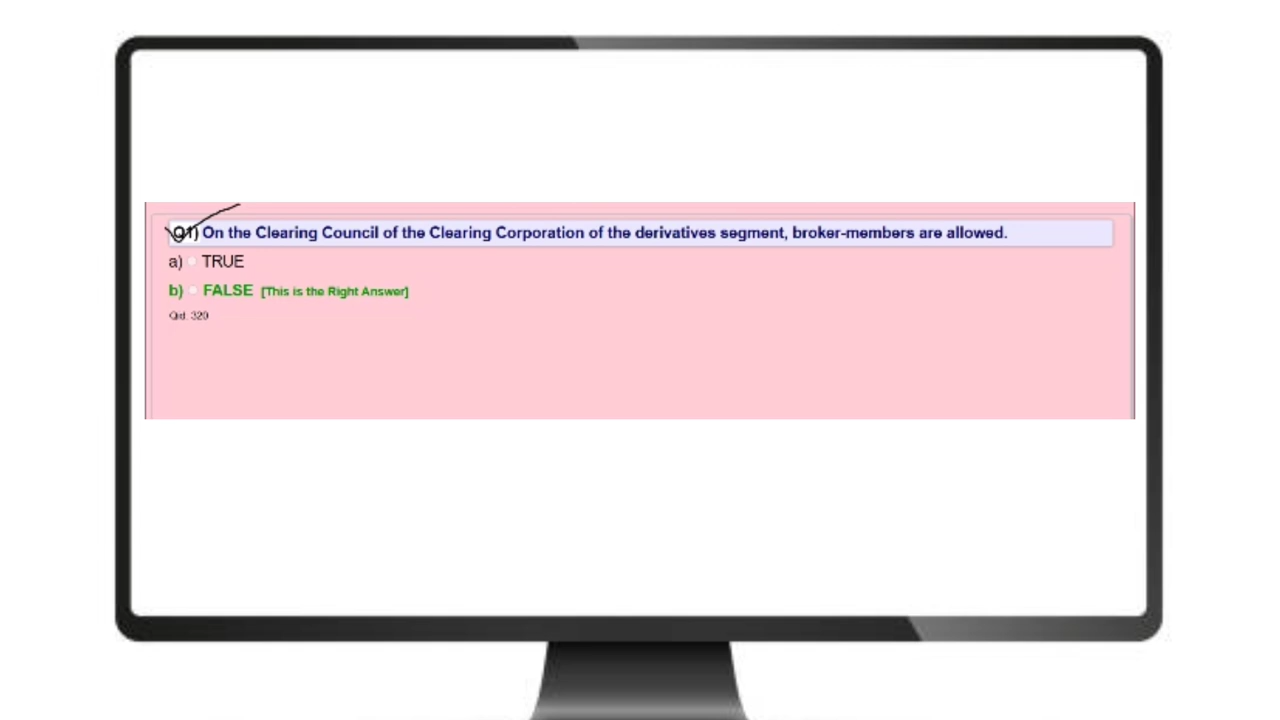 Q1) On the Clearing Council of the Clearing Corporation of the derivatives segment, broker-members are allowed.
a) TRUE
b) FALSE [This is the Right Answer]
Qid. 329